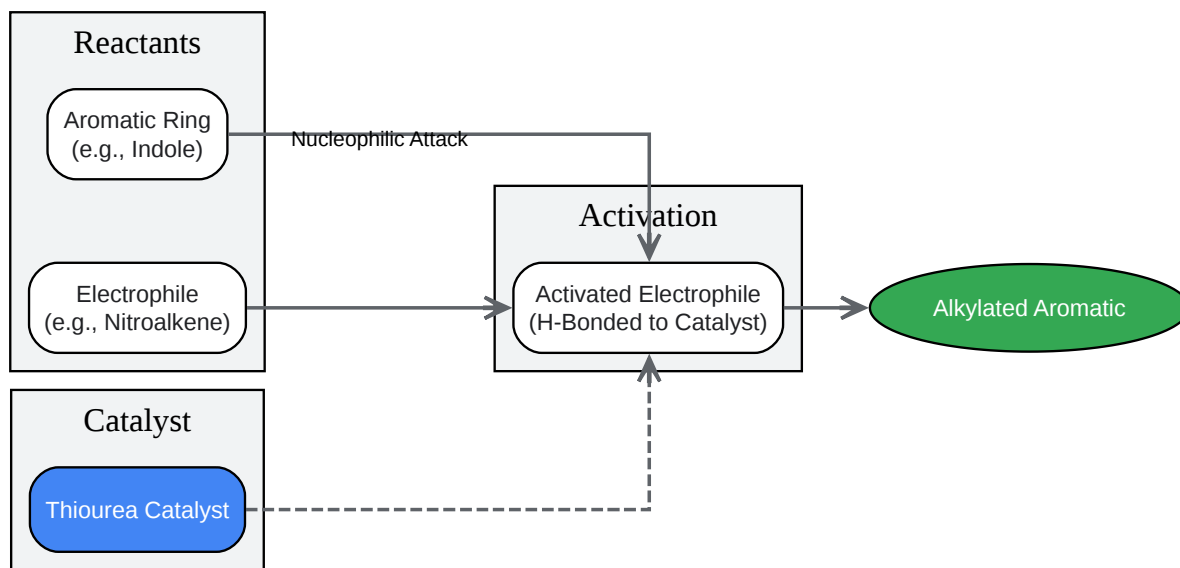 Reactants
Aromatic Ring
(e.g., Indole)
Nucleophilic Attack
Electrophile
(e.g., Nitroalkene)
Activation
Activated Electrophile
(H-Bonded to Catalyst)
Alkylated Aromatic
Catalyst
Thiourea Catalyst